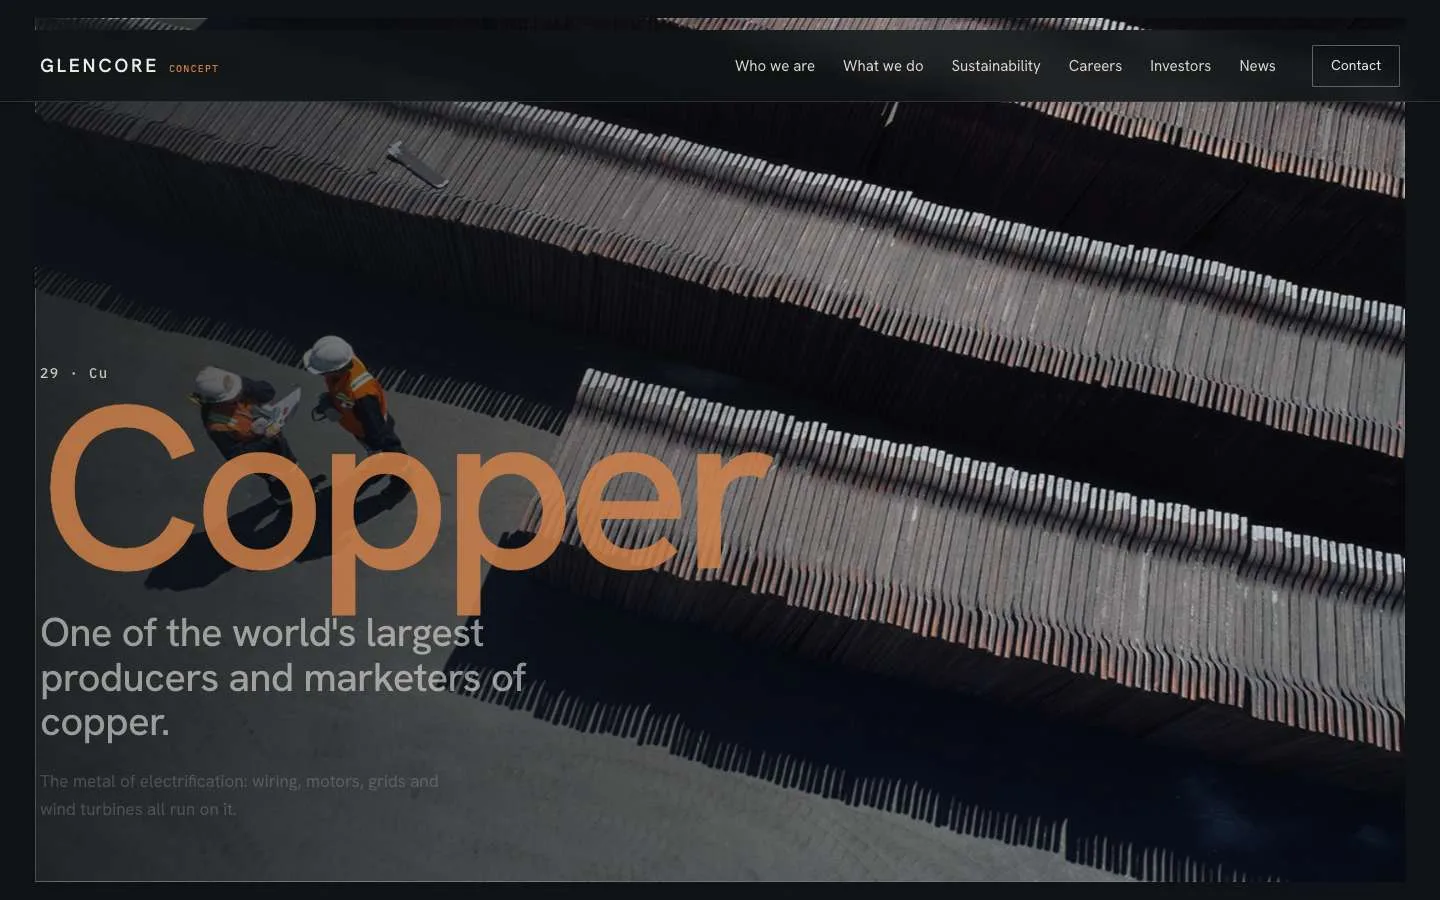 GLENCORE CONCEPT
Who we are What we do Sustainability Careers Investors News Contact
29 · Cu
Copper
One of the world's largest
producers and marketers of
copper.
The metal of electrification: wiring, motors, grids and
wind turbines all run on it.